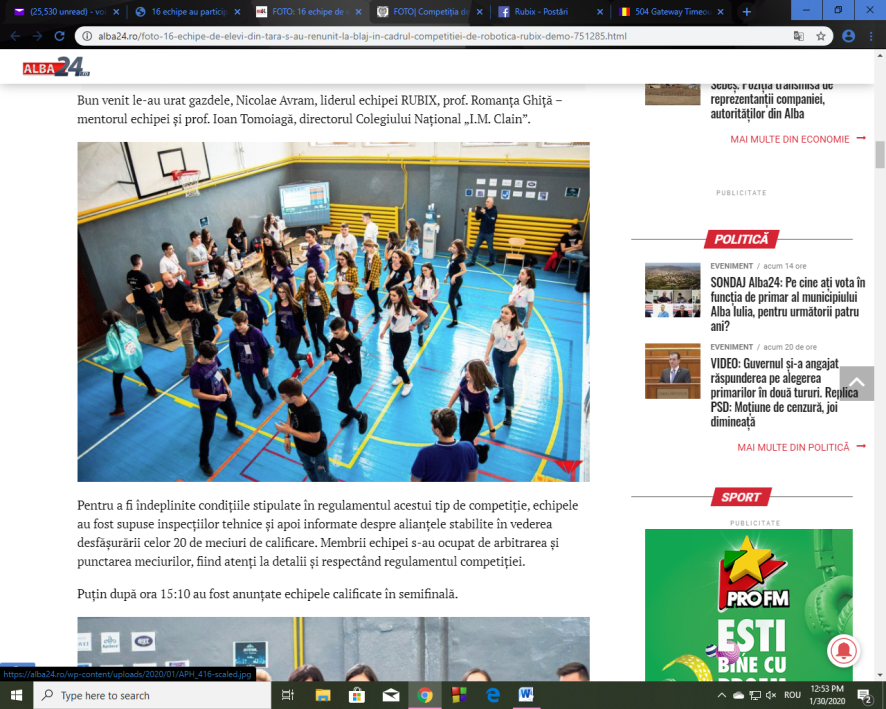 (25,530 unread) - vo
16 echipe au particip
FOTO: 16 echipe de e
FOTO| Competiția de
Rubix - Postări
504 Gateway Timeou
alba24.ro/foto-16-echipe-de-elevi-din-tara-s-au-renunit-la-blaj-in-cadrul-competitiei-de-robotica-rubix-demo-751285.html
ALBA24
Bun venit le-au urat gazdele, Nicolae Avram, liderul echipei RUBIX, prof. Romanța Ghiță –
mentorul echipei și prof. Ioan Tomoiagă, directorul Colegiului Național „I.M. Clain”.
Pentru a fi îndeplinite condițiile stipulate în regulamentul acestui tip de competiție, echipele
au fost supuse inspecțiilor tehnice și apoi informate despre alianțele stabilite în vederea
desfășurării celor 20 de meciuri de calificare. Membrii echipei s-au ocupat de arbitrarea și
punctarea meciurilor, fiind atenți la detalii și respectând regulamentul competiției.
Puțin după ora 15:10 au fost anunțate echipele calificate în semifinală.
Sebeș. Poziția transmisă de
reprezentanții companiei,
autorităților din Alba
MAI MULTE DIN ECONOMIE
PUBLICITATE
POLITICĂ
EVENIMENT / acum 14 ore
SONDAJ Alba24: Pe cine ați vota în
funcția de primar al municipiului
Alba Iulia, pentru următorii patru
ani?
EVENIMENT / acum 20 de ore
VIDEO: Guvernul și-a angajat
răspunderea pe alegerea
primarilor în două tururi. Replica
PSD: Moțiune de cenzură, joi
dimineață
MAI MULTE DIN POLITICĂ
SPORT
PUBLICITATE
PRO FM
EȘTI
BINE CU
https://alba24.ro/wp-content/uploads/2020/01/APH_416-scaled.jpg
Type here to search
ROU
12:53 PM
1/30/2020
2